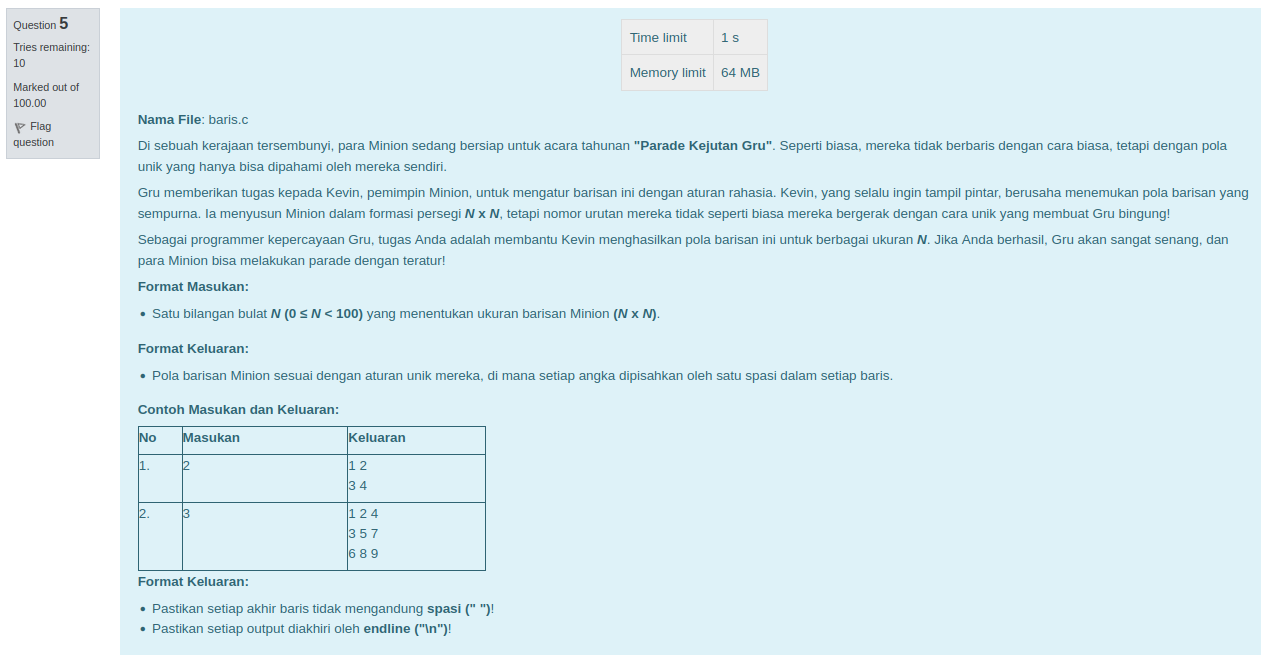 Question 5
Tries remaining:
10
Marked out of
100.00
Flag
question
Time limit 1 s
Memory limit 64 MB
Nama File: baris.c
Di sebuah kerajaan tersembunyi, para Minion sedang bersiap untuk acara tahunan "Parade Kejutan Gru". Seperti biasa, mereka tidak berbaris dengan cara biasa, tetapi dengan pola
unik yang hanya bisa dipahami oleh mereka sendiri.
Gru memberikan tugas kepada Kevin, pemimpin Minion, untuk mengatur barisan ini dengan aturan rahasia. Kevin, yang selalu ingin tampil pintar, berusaha menemukan pola barisan yang
sempurna. Ia menyusun Minion dalam formasi persegi N x N, tetapi nomor urutan mereka tidak seperti biasa mereka bergerak dengan cara unik yang membuat Gru bingung!
Sebagai programmer kepercayaan Gru, tugas Anda adalah membantu Kevin menghasilkan pola barisan ini untuk berbagai ukuran N. Jika Anda berhasil, Gru akan sangat senang, dan
para Minion bisa melakukan parade dengan teratur!
Format Masukan:
• Satu bilangan bulat N (0 ≤ N < 100) yang menentukan ukuran barisan Minion (N x N).
Format Keluaran:
• Pola barisan Minion sesuai dengan aturan unik mereka, di mana setiap angka dipisahkan oleh satu spasi dalam setiap baris.
Contoh Masukan dan Keluaran:
No Masukan Keluaran
1. 2 1 2
3 4
2. 3 1 2 4
3 5 7
6 8 9
Format Keluaran:
• Pastikan setiap akhir baris tidak mengandung spasi (" ")!
• Pastikan setiap output diakhiri oleh endline ("\n")!